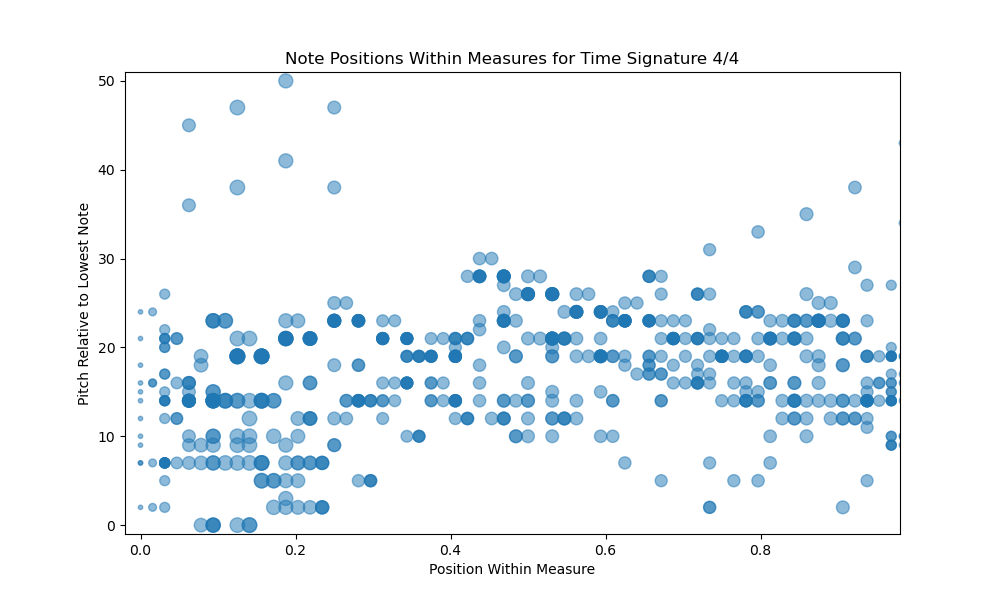 Note Positions Within Measures for Time Signature 4/4
50
40
30
20
10
0
Pitch Relative to Lowest Note
0.0 0.2 0.4 0.6 0.8
Position Within Measure